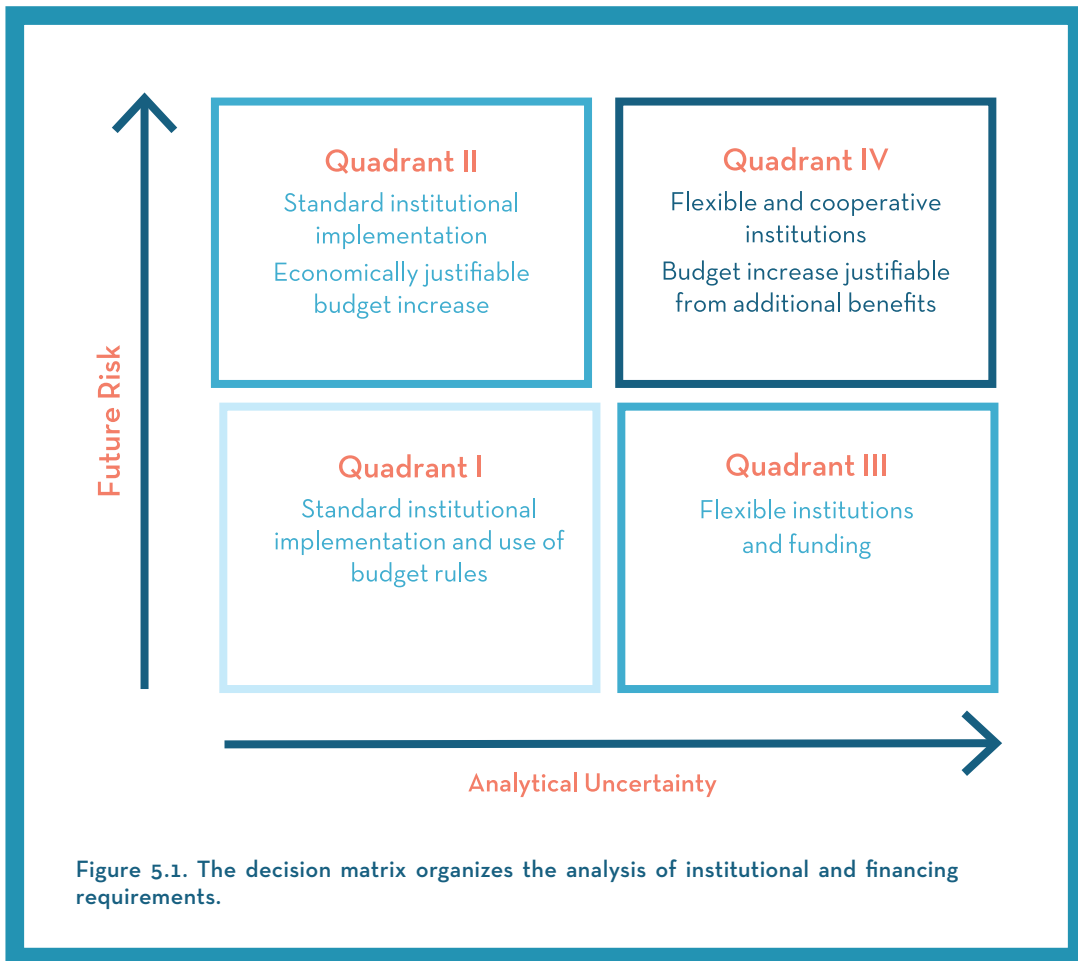 Quadrant II
Standard institutional
implementation
Economically justifiable
budget increase
Quadrant IV
Flexible and cooperative
institutions
Budget increase justifiable
from additional benefits
Future Risk
Quadrant I
Standard institutional
implementation and use of
budget rules
Quadrant III
Flexible institutions
and funding
Analytical Uncertainty
Figure 5.1. The decision matrix organizes the analysis of institutional and financing
requirements.